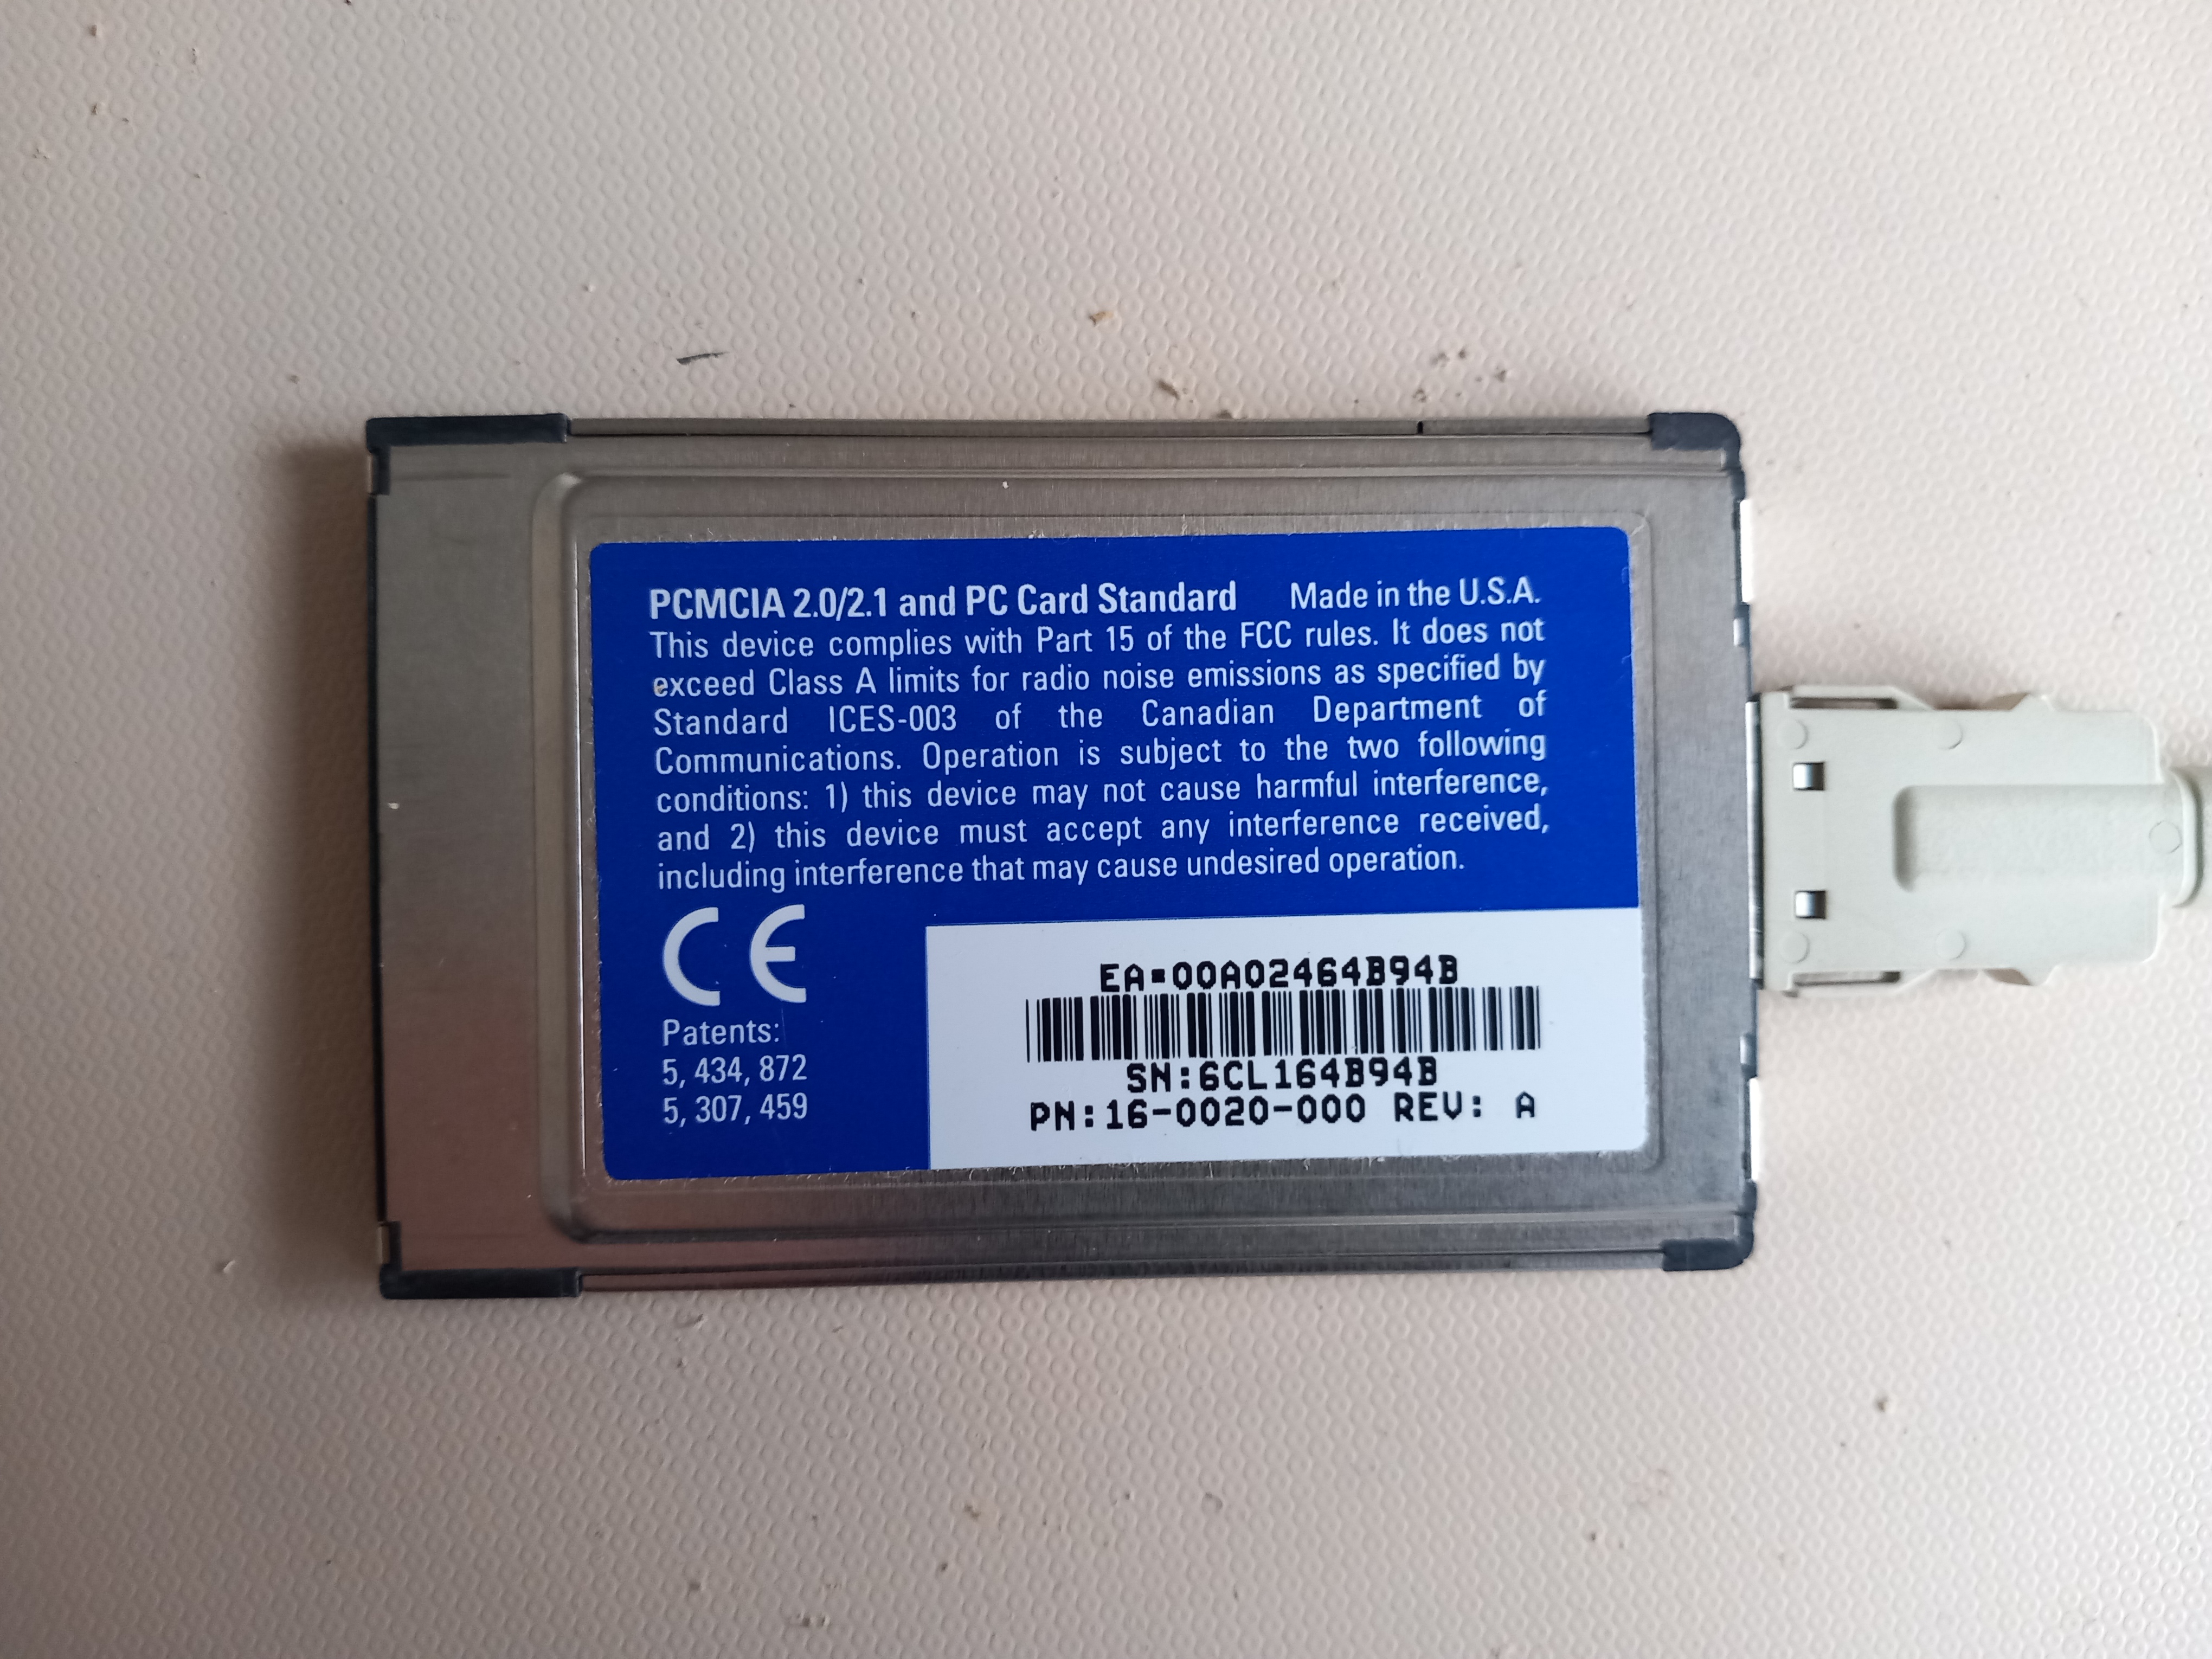 PCMCIA 2.0/2.1 and PC Card Standard Made in the U.S.A.
This device complies with Part 15 of the FCC rules. It does not
exceed Class A limits for radio noise emissions as specified by
Standard ICES-003 of the Canadian Department of
Communications. Operation is subject to the two following
conditions: 1) this device may not cause harmful interference,
and 2) this device must accept any interference received,
including interference that may cause undesired operation.
CE
Patents:
5, 434, 872
5, 307, 459
EA=00A02464B94B
SN:6CL164B94B
PN:16-0020-000 REV: A